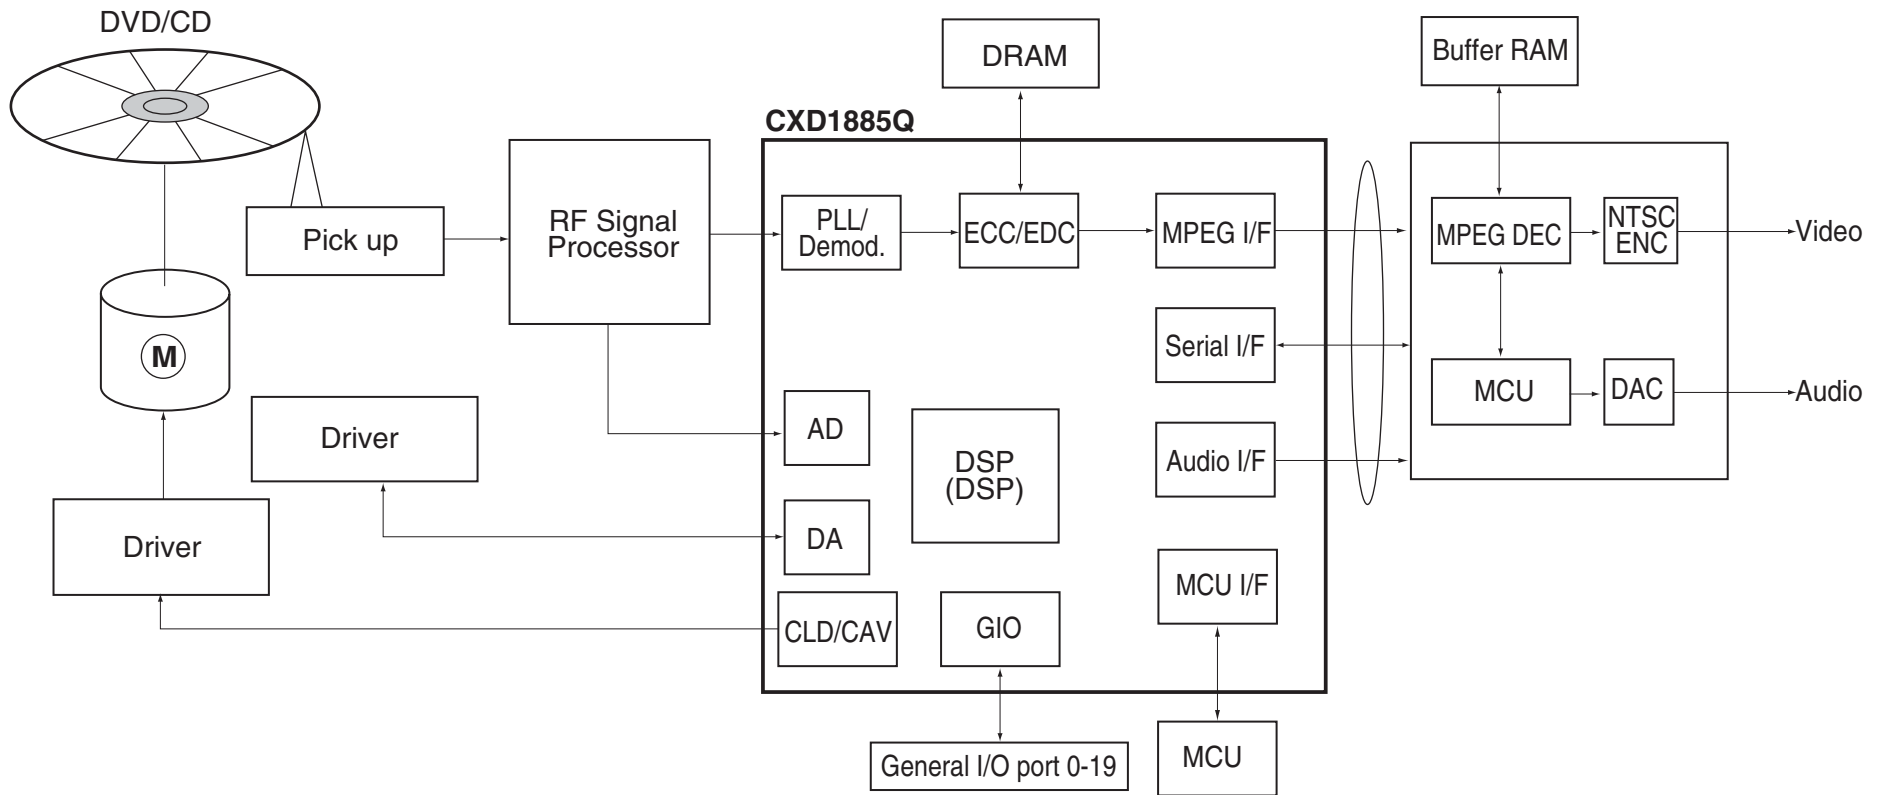 DVD/CD
DRAM
Buffer RAM
CXD1885Q
Pick up
RF Signal
Processor
PLL/
Demod.
ECC/EDC
MPEG I/F
MPEG DEC
NTSC
ENC
Video
M
Serial I/F
MCU
DAC
Audio
Driver
AD
DSP
(DSP)
Audio I/F
Driver
DA
MCU I/F
CLD/CAV
GIO
General I/O port 0-19
MCU